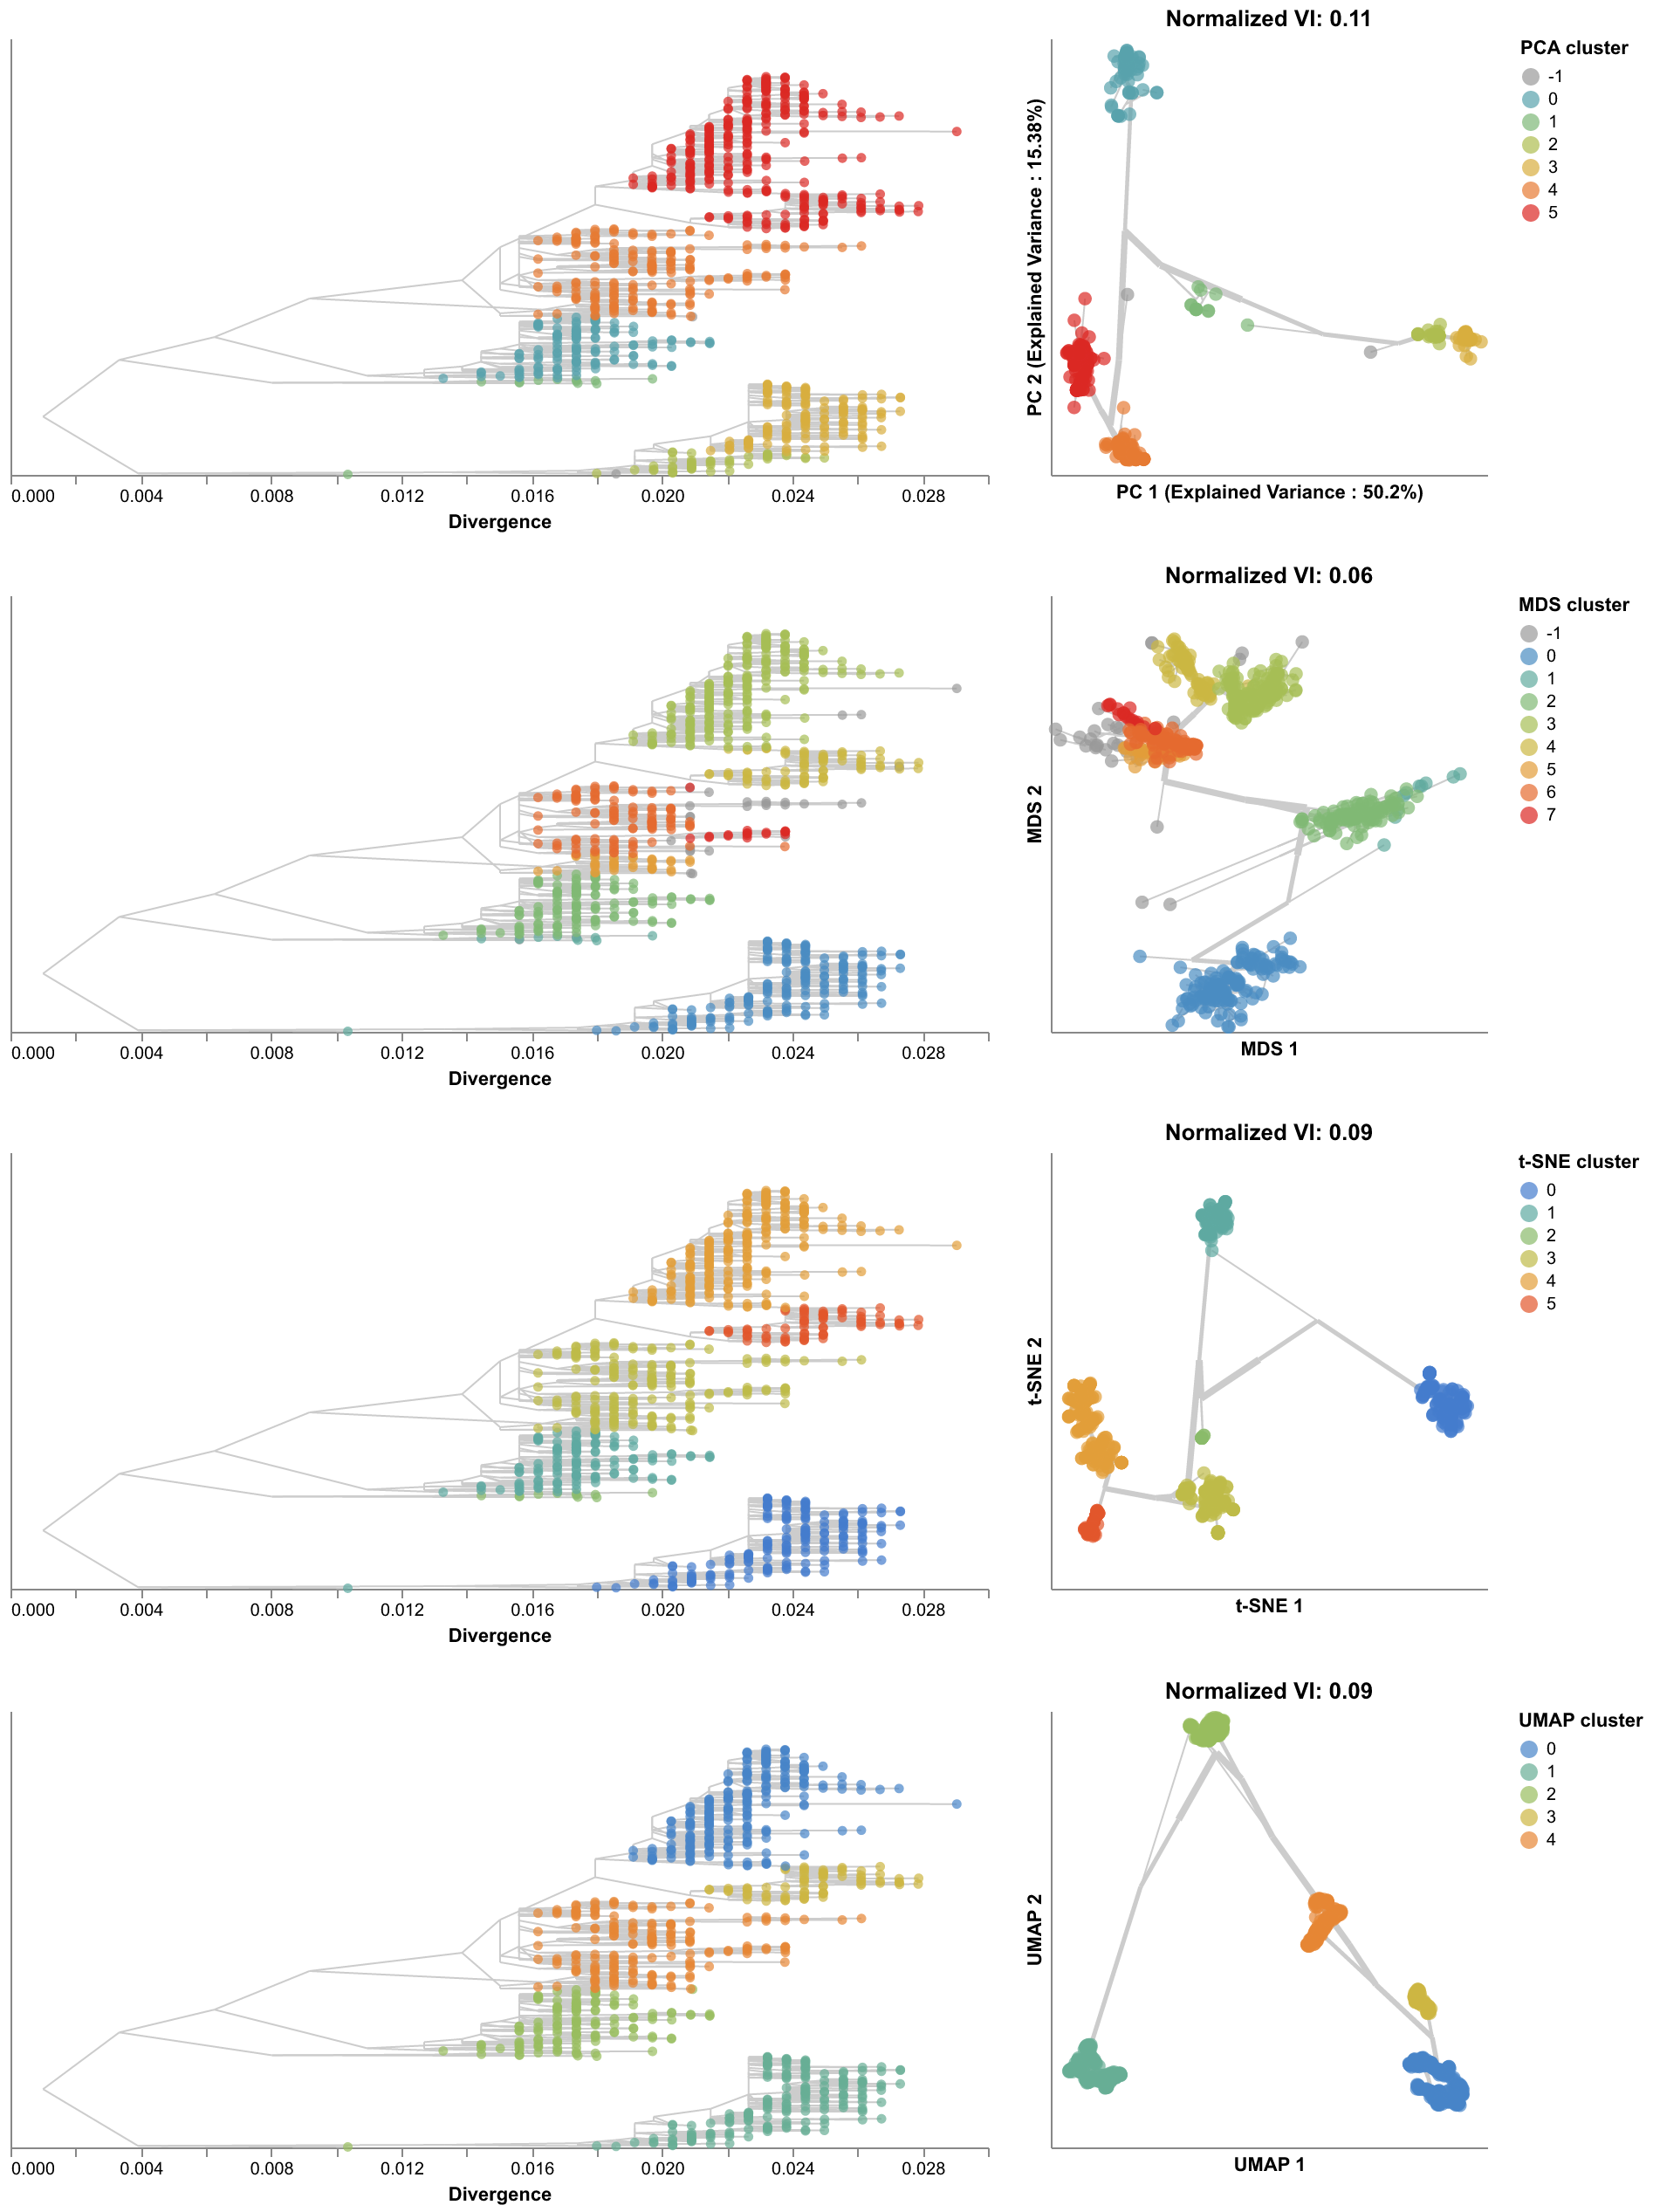 Normalized VI: 0.11
PCA cluster
-1
0
1
2
3
4
5
PC 2 (Explained Variance : 15.38%)
0.000 0.004 0.008 0.012 0.016 0.020 0.024 0.028
Divergence
PC 1 (Explained Variance : 50.2%)
Normalized VI: 0.06
MDS cluster
-1
0
1
2
3
4
5
6
7
MDS 2
0.000 0.004 0.008 0.012 0.016 0.020 0.024 0.028
Divergence
MDS 1
Normalized VI: 0.09
t-SNE cluster
0
1
2
3
4
5
t-SNE 2
0.000 0.004 0.008 0.012 0.016 0.020 0.024 0.028
Divergence
t-SNE 1
Normalized VI: 0.09
UMAP cluster
0
1
2
3
4
UMAP 2
0.000 0.004 0.008 0.012 0.016 0.020 0.024 0.028
Divergence
UMAP 1